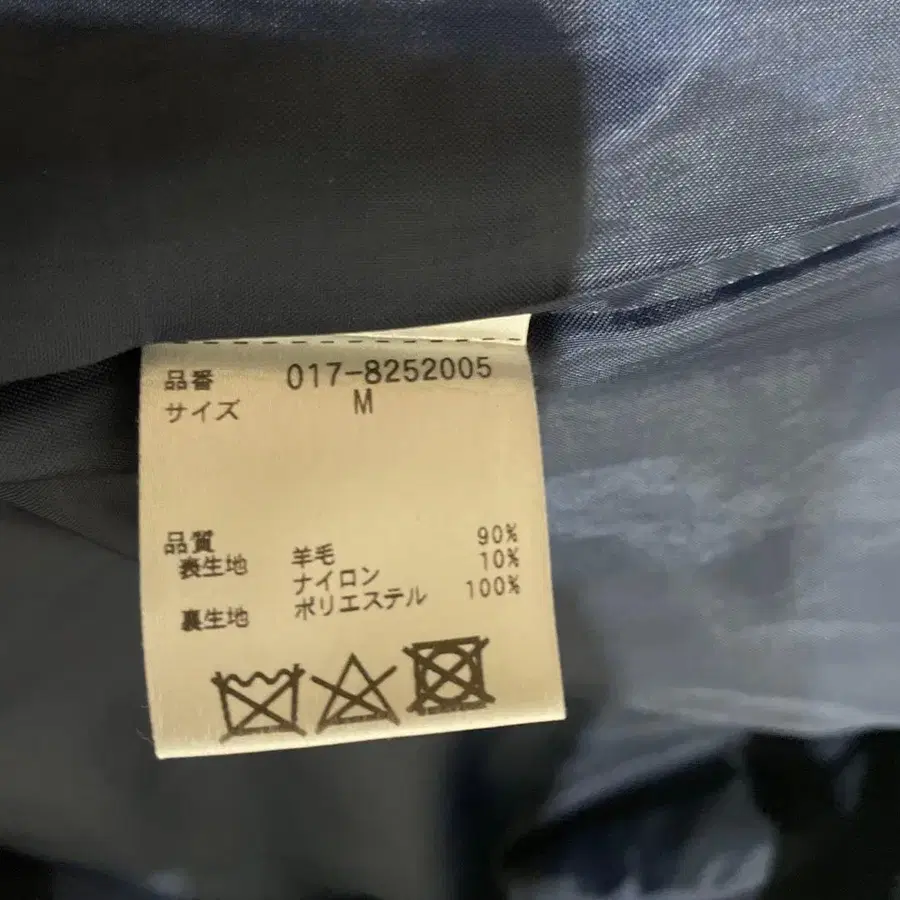 品番 017-8252005
サイズ M
品質
表生地 羊毛 90%
ナイロン 10%
裏生地 ポリエステル 100%